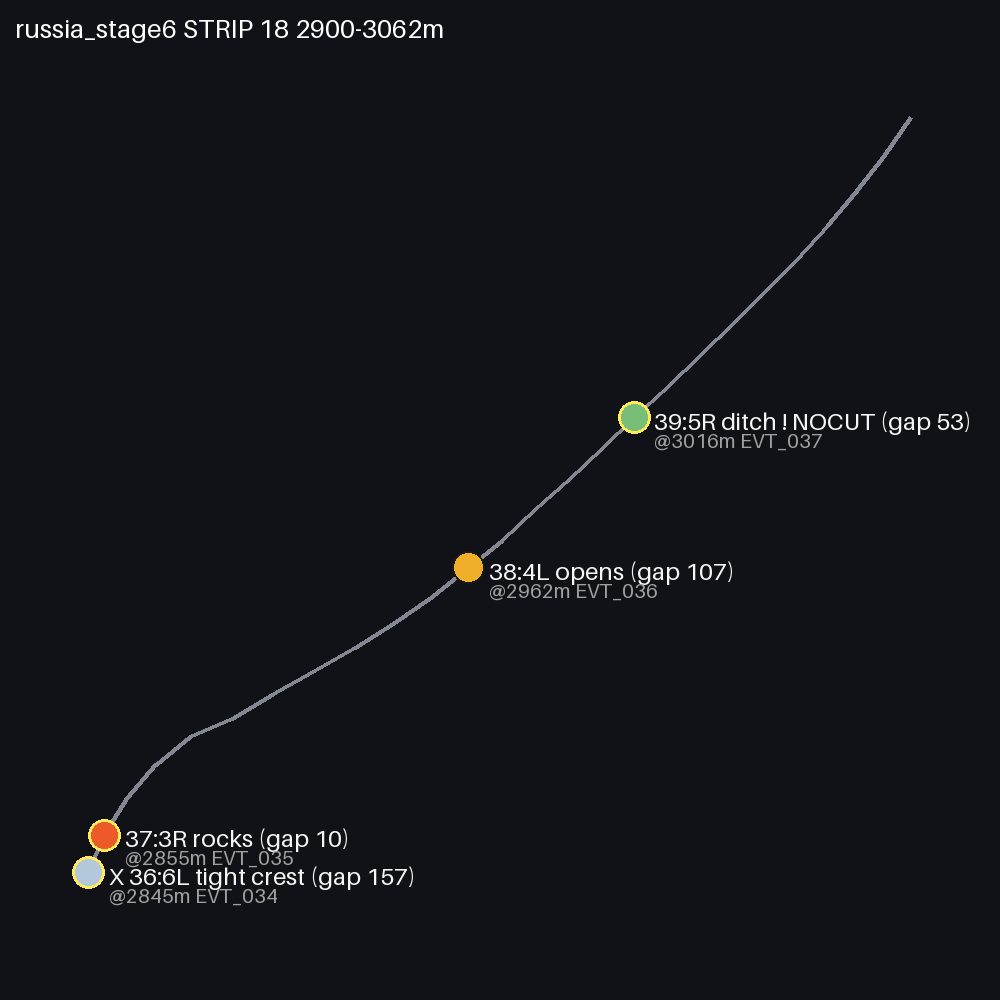 russia_stage6 STRIP 18 2900-3062m
39:5R ditch ! NOCUT (gap 53)
@3016m EVT_037
38:4L opens (gap 107)
@2962m EVT_036
37:3R rocks (gap 10)
@2855m EVT_035
X 36:6L tight crest (gap 157)
@2845m EVT_034